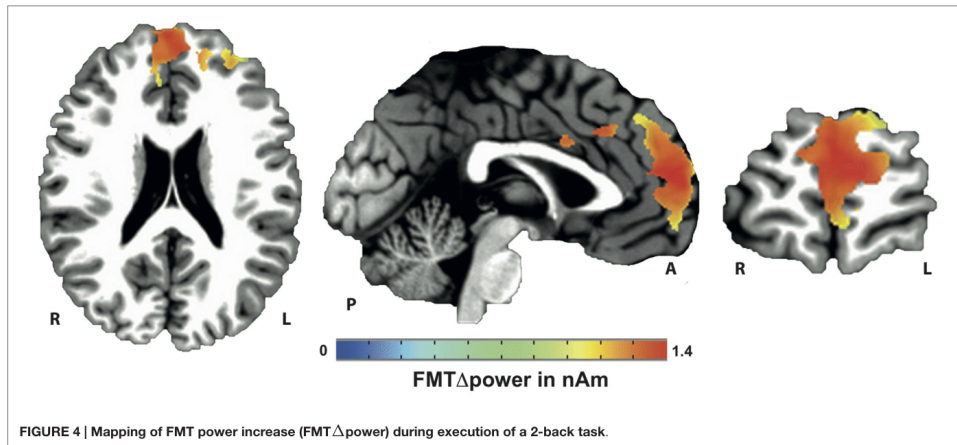 R
L
P
A
R
L
0
1.4
FMTΔpower in nAm
FIGURE 4 | Mapping of FMT power increase (FMTΔpower) during execution of a 2-back task.